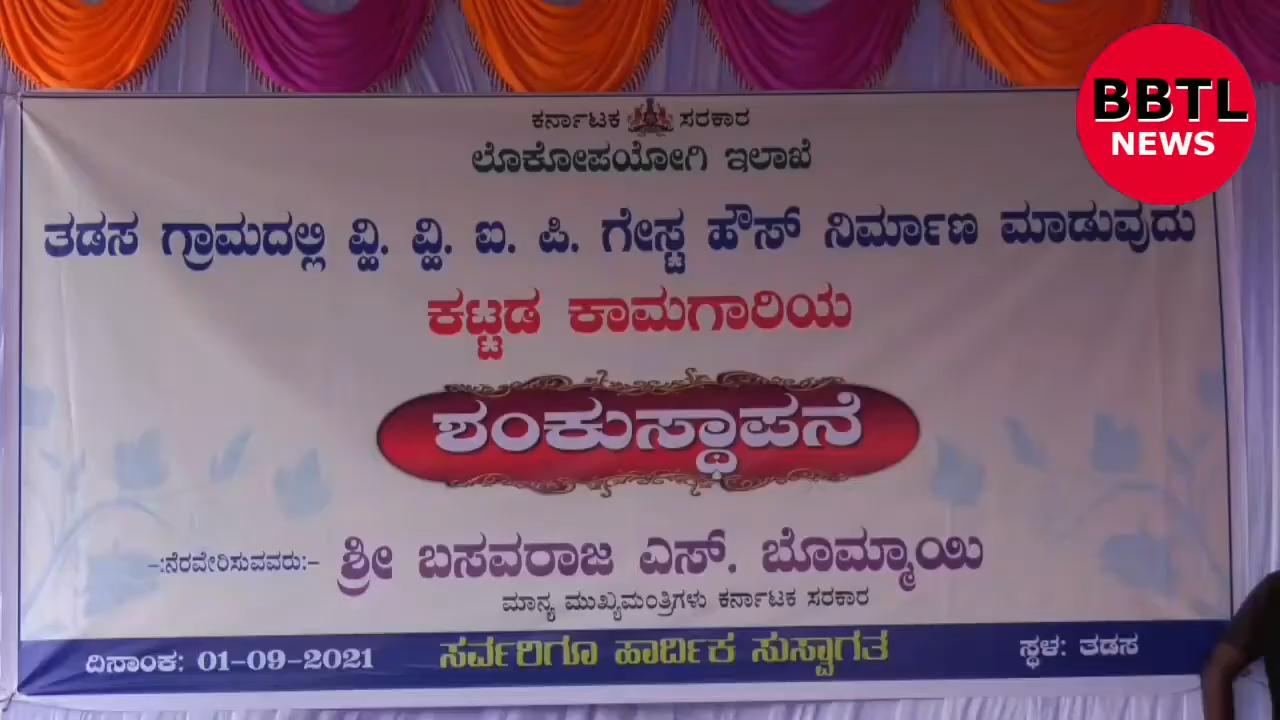 BBTL
NEWS
ಕರ್ನಾಟಕ ಸರಕಾರ
ಲೊಕೋಪಯೋಗಿ ಇಲಾಖೆ
ತಡಸ ಗ್ರಾಮದಲ್ಲಿ ವ್ಹಿ. ವ್ಹಿ. ಐ. ಪಿ. ಗೇಸ್ಟ ಹೌಸ್ ನಿರ್ಮಾಣ ಮಾಡುವುದು
ಕಟ್ಟಡ ಕಾಮಗಾರಿಯ
ಶಂಕುಸ್ಥಾಪನೆ
-:ನೆರವೇರಿಸುವವರು:- ಶ್ರೀ ಬಸವರಾಜ ಎಸ್. ಬೊಮ್ಮಾಯಿ
ಮಾನ್ಯ ಮುಖ್ಯಮಂತ್ರಿಗಳು ಕರ್ನಾಟಕ ಸರಕಾರ
ದಿನಾಂಕ: 01-09-2021 ಸರ್ವರಿಗೂ ಹಾರ್ದಿಕ ಸುಸ್ವಾಗತ ಸ್ಥಳ: ತಡಸ